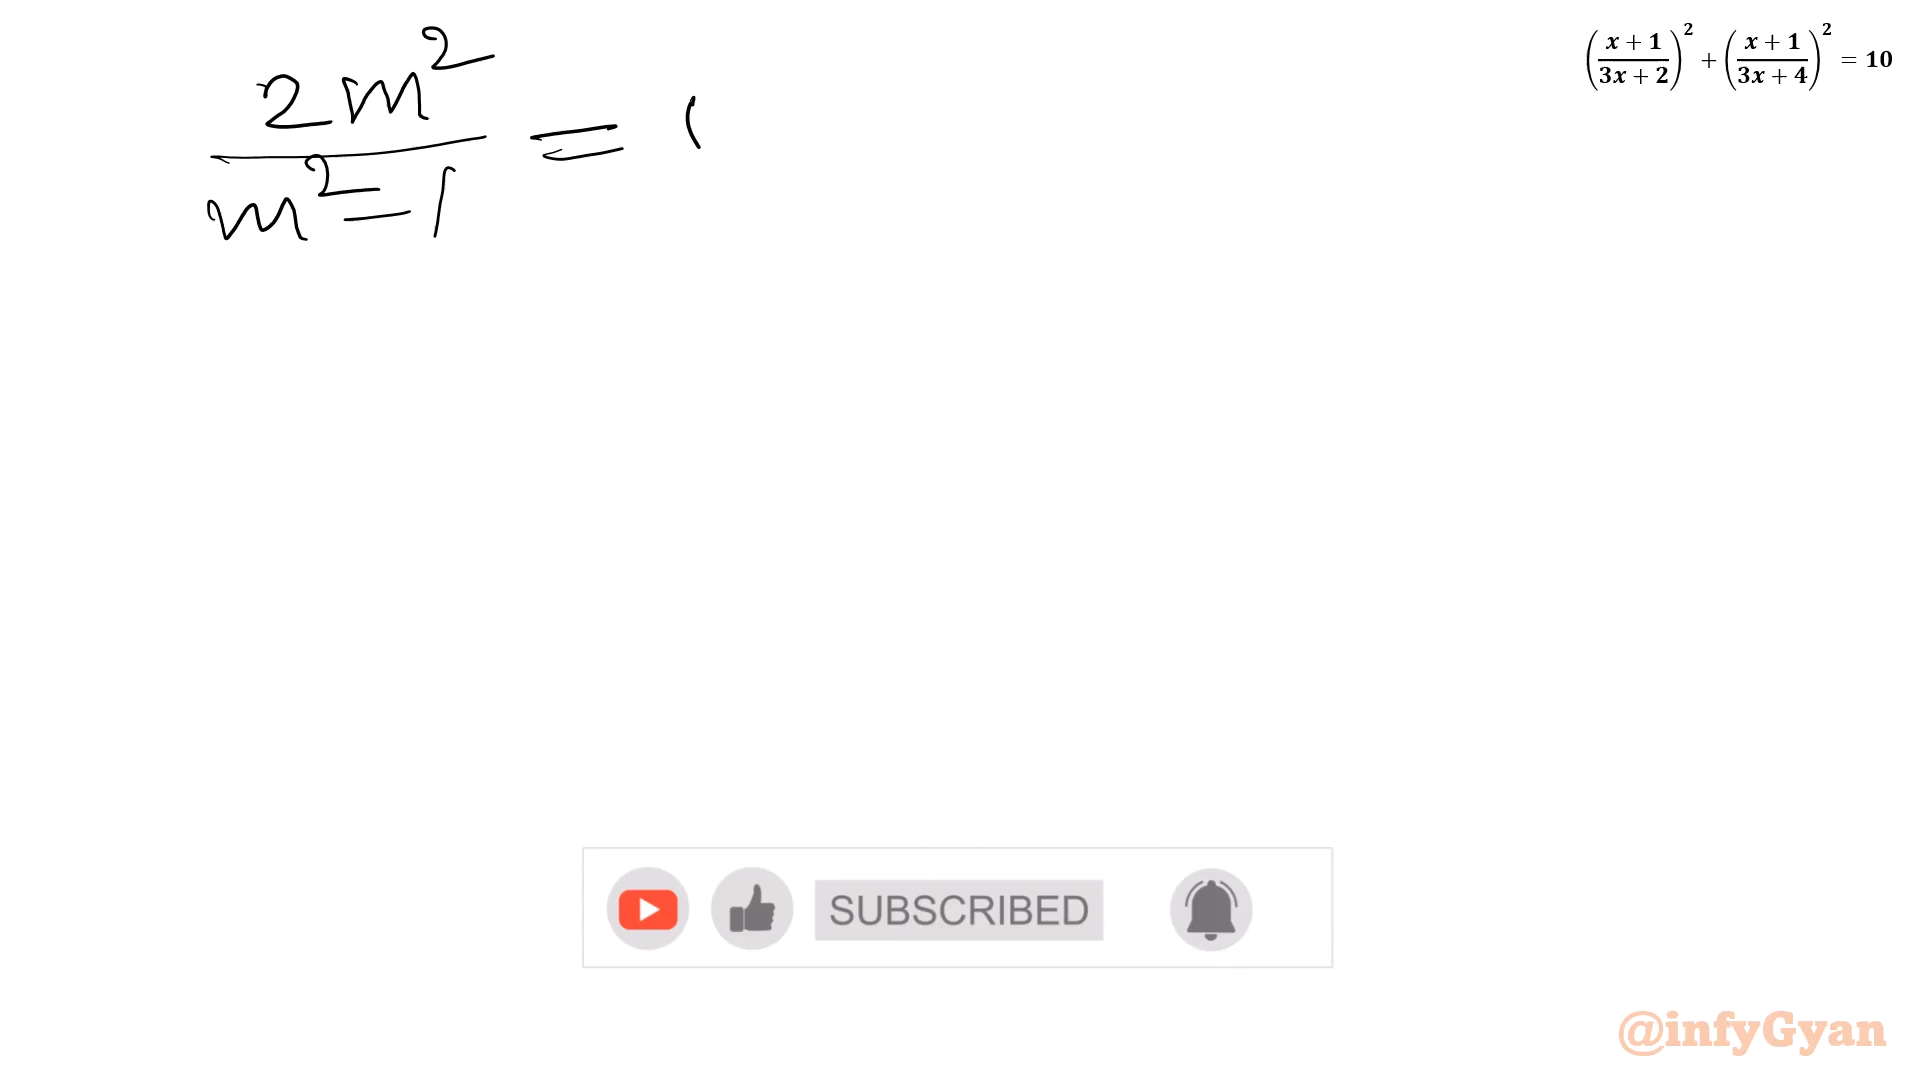 2m²/m²-1 = (
((x + 1)/(3x + 2))² + ((x + 1)/(3x + 4))² = 10
SUBSCRIBED
@infyGyan